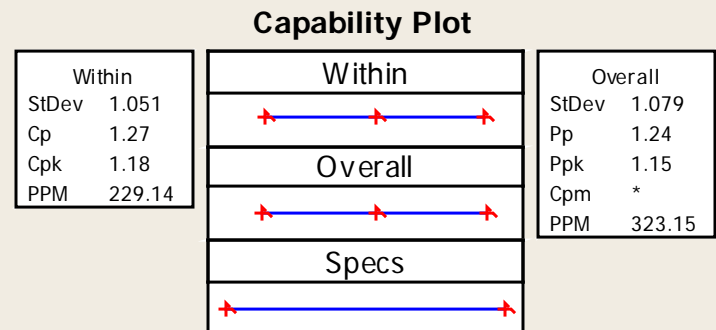 Capability Plot
Within
StDev 1.051
Cp 1.27
Cpk 1.18
PPM 229.14
Within
Overall
Specs
Overall
StDev 1.079
Pp 1.24
Ppk 1.15
Cpm *
PPM 323.15